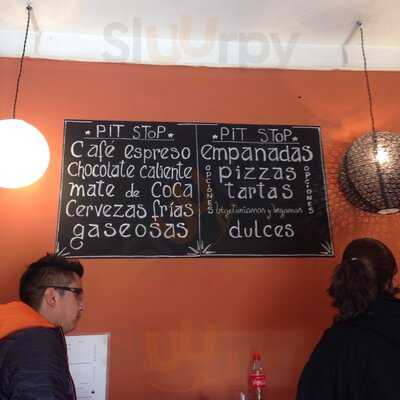 Sluurpy
★ PIT STOP ★
Café espreso
Chocolate caliente
mate de COCA
Cervezas frías
gaseosas
★ PIT STOP ★
empanadas
pizzas
tartas
OPCIONES
OPCIONES
vegetarianas y veganas
dulces